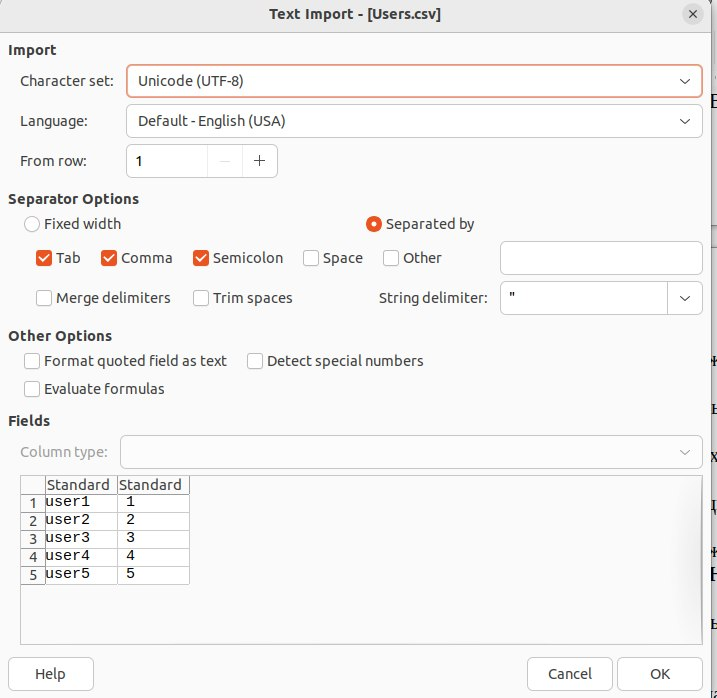 Text Import - [Users.csv]
Import
Character set: Unicode (UTF-8)
Language: Default - English (USA)
From row: 1
Separator Options
Fixed width Separated by
Tab Comma Semicolon Space Other
Merge delimiters Trim spaces String delimiter: "
Other Options
Format quoted field as text Detect special numbers
Evaluate formulas
Fields
Column type:
Standard Standard
1 user1 1
2 user2 2
3 user3 3
4 user4 4
5 user5 5
Help Cancel OK